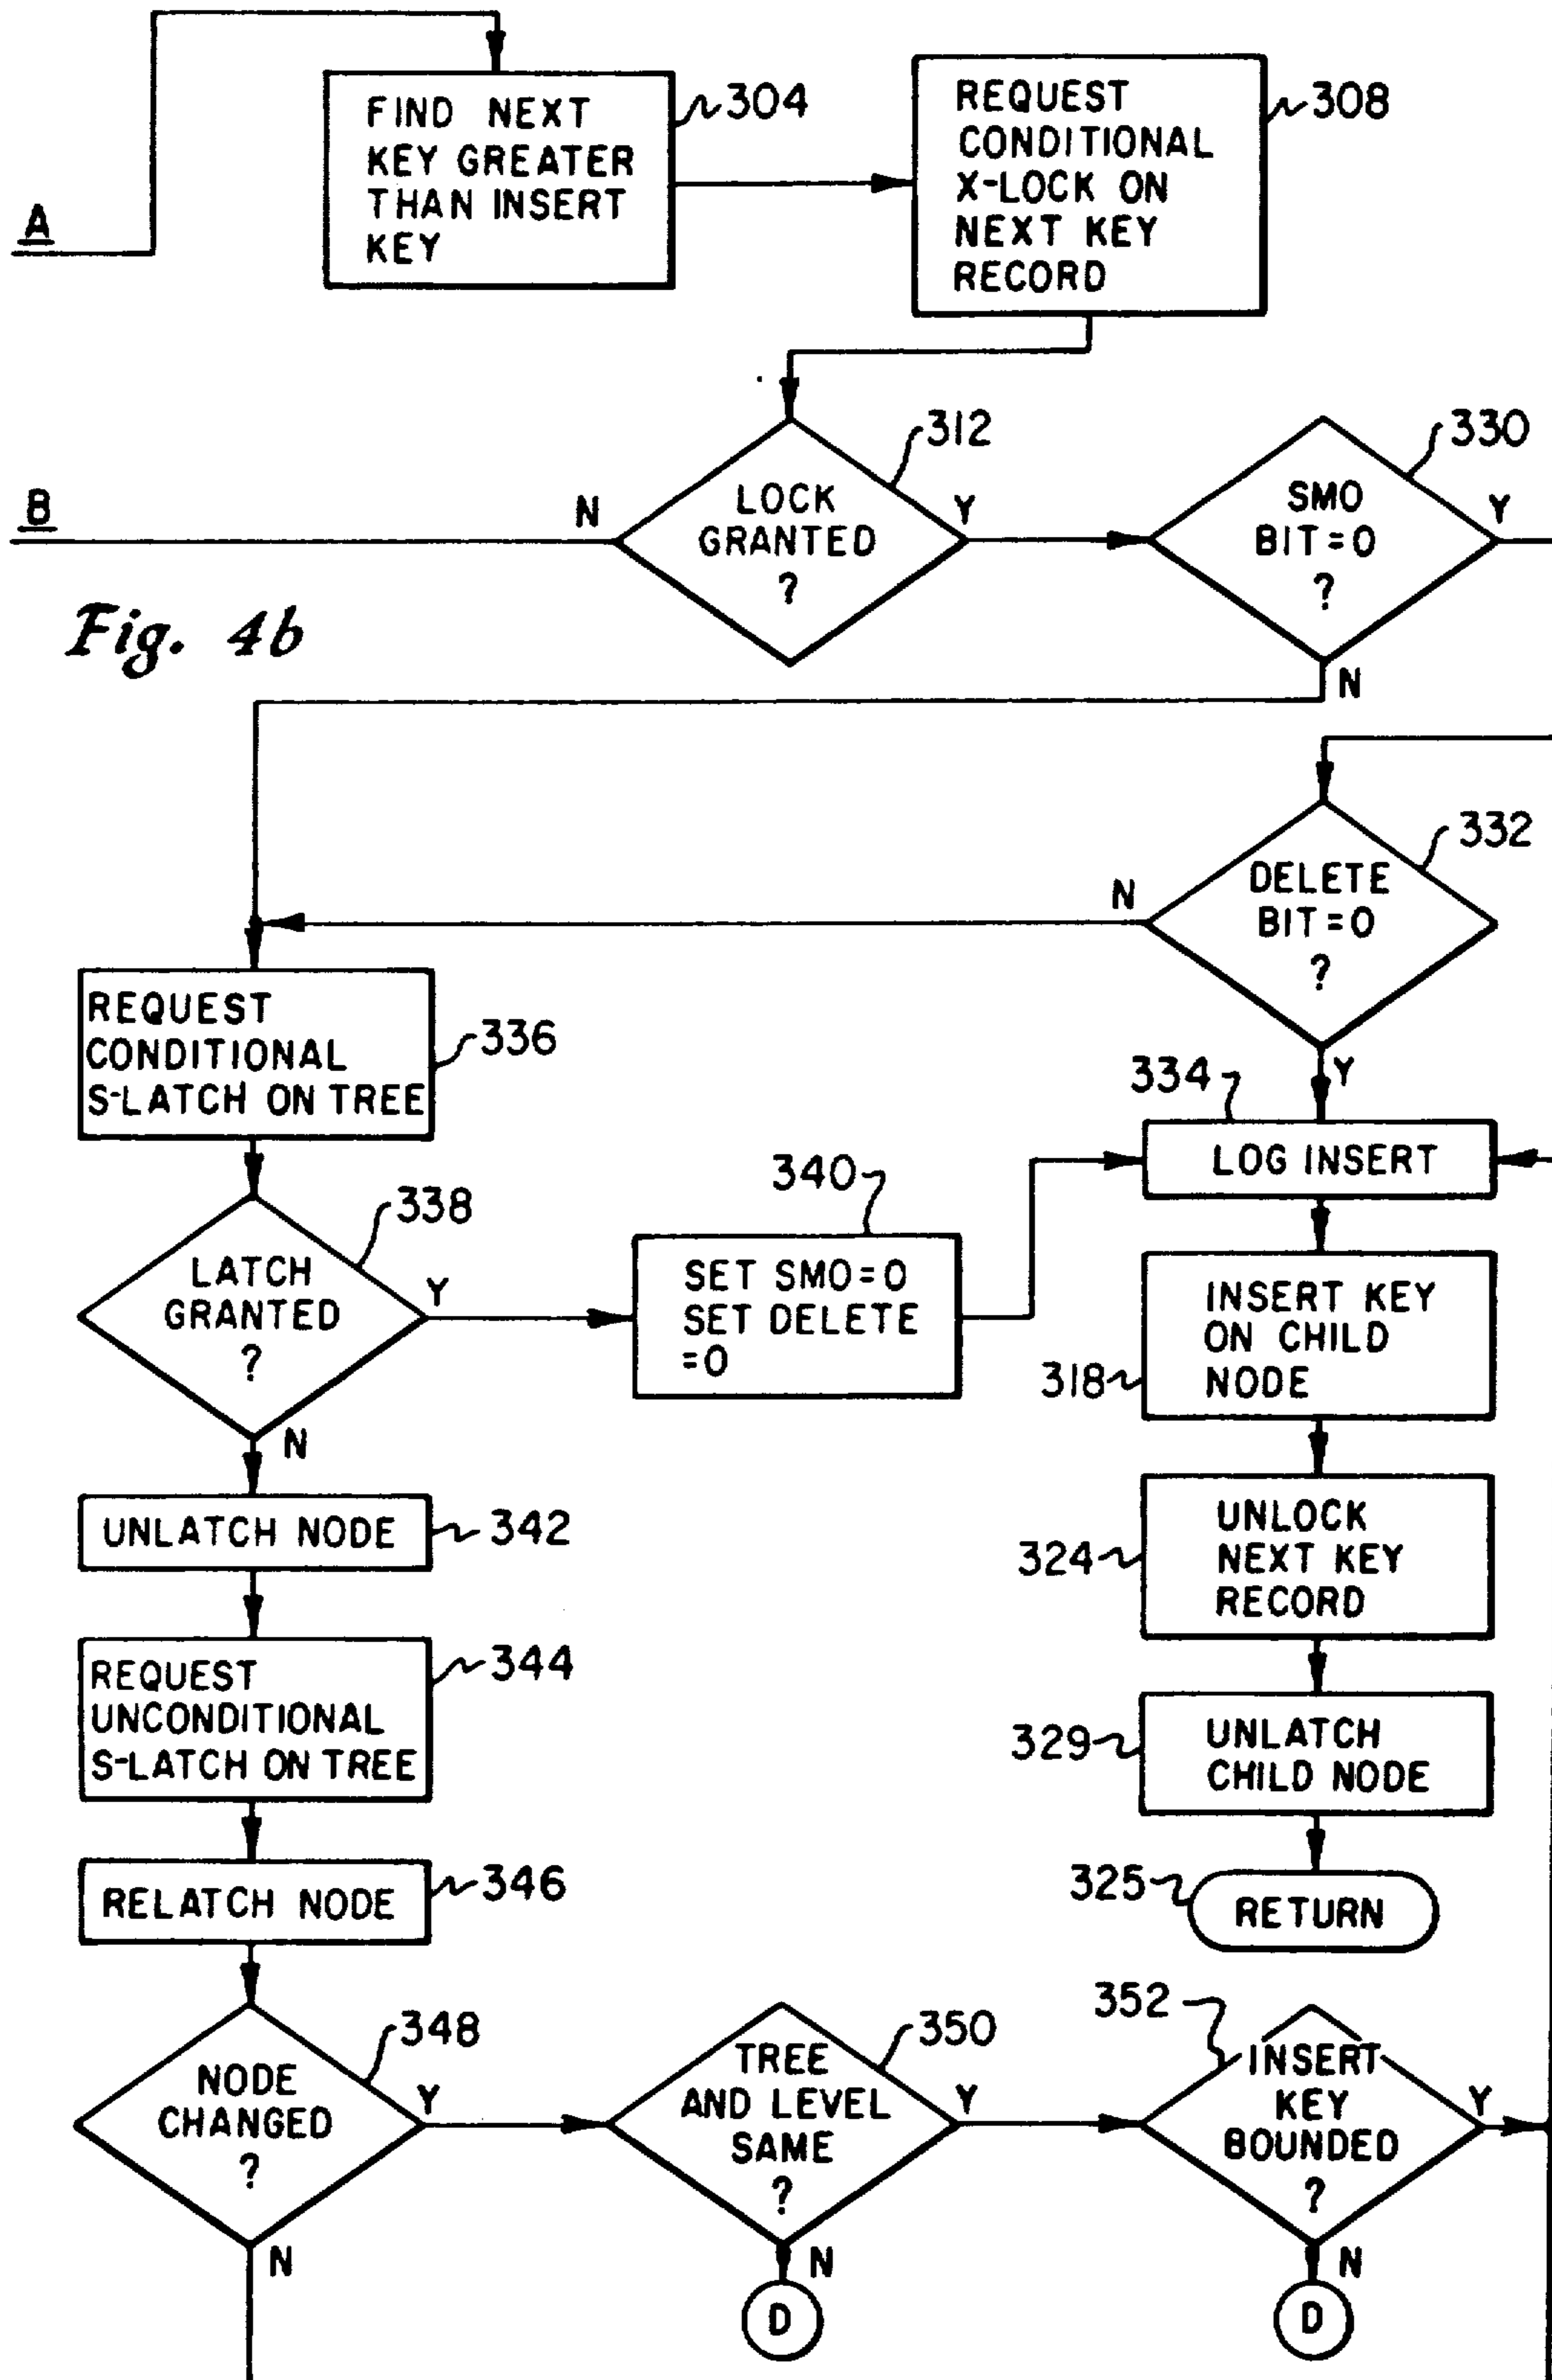 A
FIND NEXT
KEY GREATER
THAN INSERT
KEY
304
REQUEST
CONDITIONAL
X-LOCK ON
NEXT KEY
RECORD
308
B
N
LOCK
GRANTED
?
312
Y
SMO
BIT=0
?
330
Y
N
Fig. 4b
DELETE
BIT=0
?
332
N
Y
REQUEST
CONDITIONAL
S-LATCH ON TREE
336
334
LOG INSERT
LATCH
GRANTED
?
338
Y
N
340
SET SMO=0
SET DELETE
=0
INSERT KEY
ON CHILD
NODE
318
UNLATCH NODE
342
UNLOCK
NEXT KEY
RECORD
324
REQUEST
UNCONDITIONAL
S-LATCH ON TREE
344
UNLATCH
CHILD NODE
329
RELATCH NODE
346
325
RETURN
NODE
CHANGED
?
348
Y
N
TREE
AND LEVEL
SAME
?
350
Y
N
D
352
INSERT
KEY
BOUNDED
?
Y
N
D